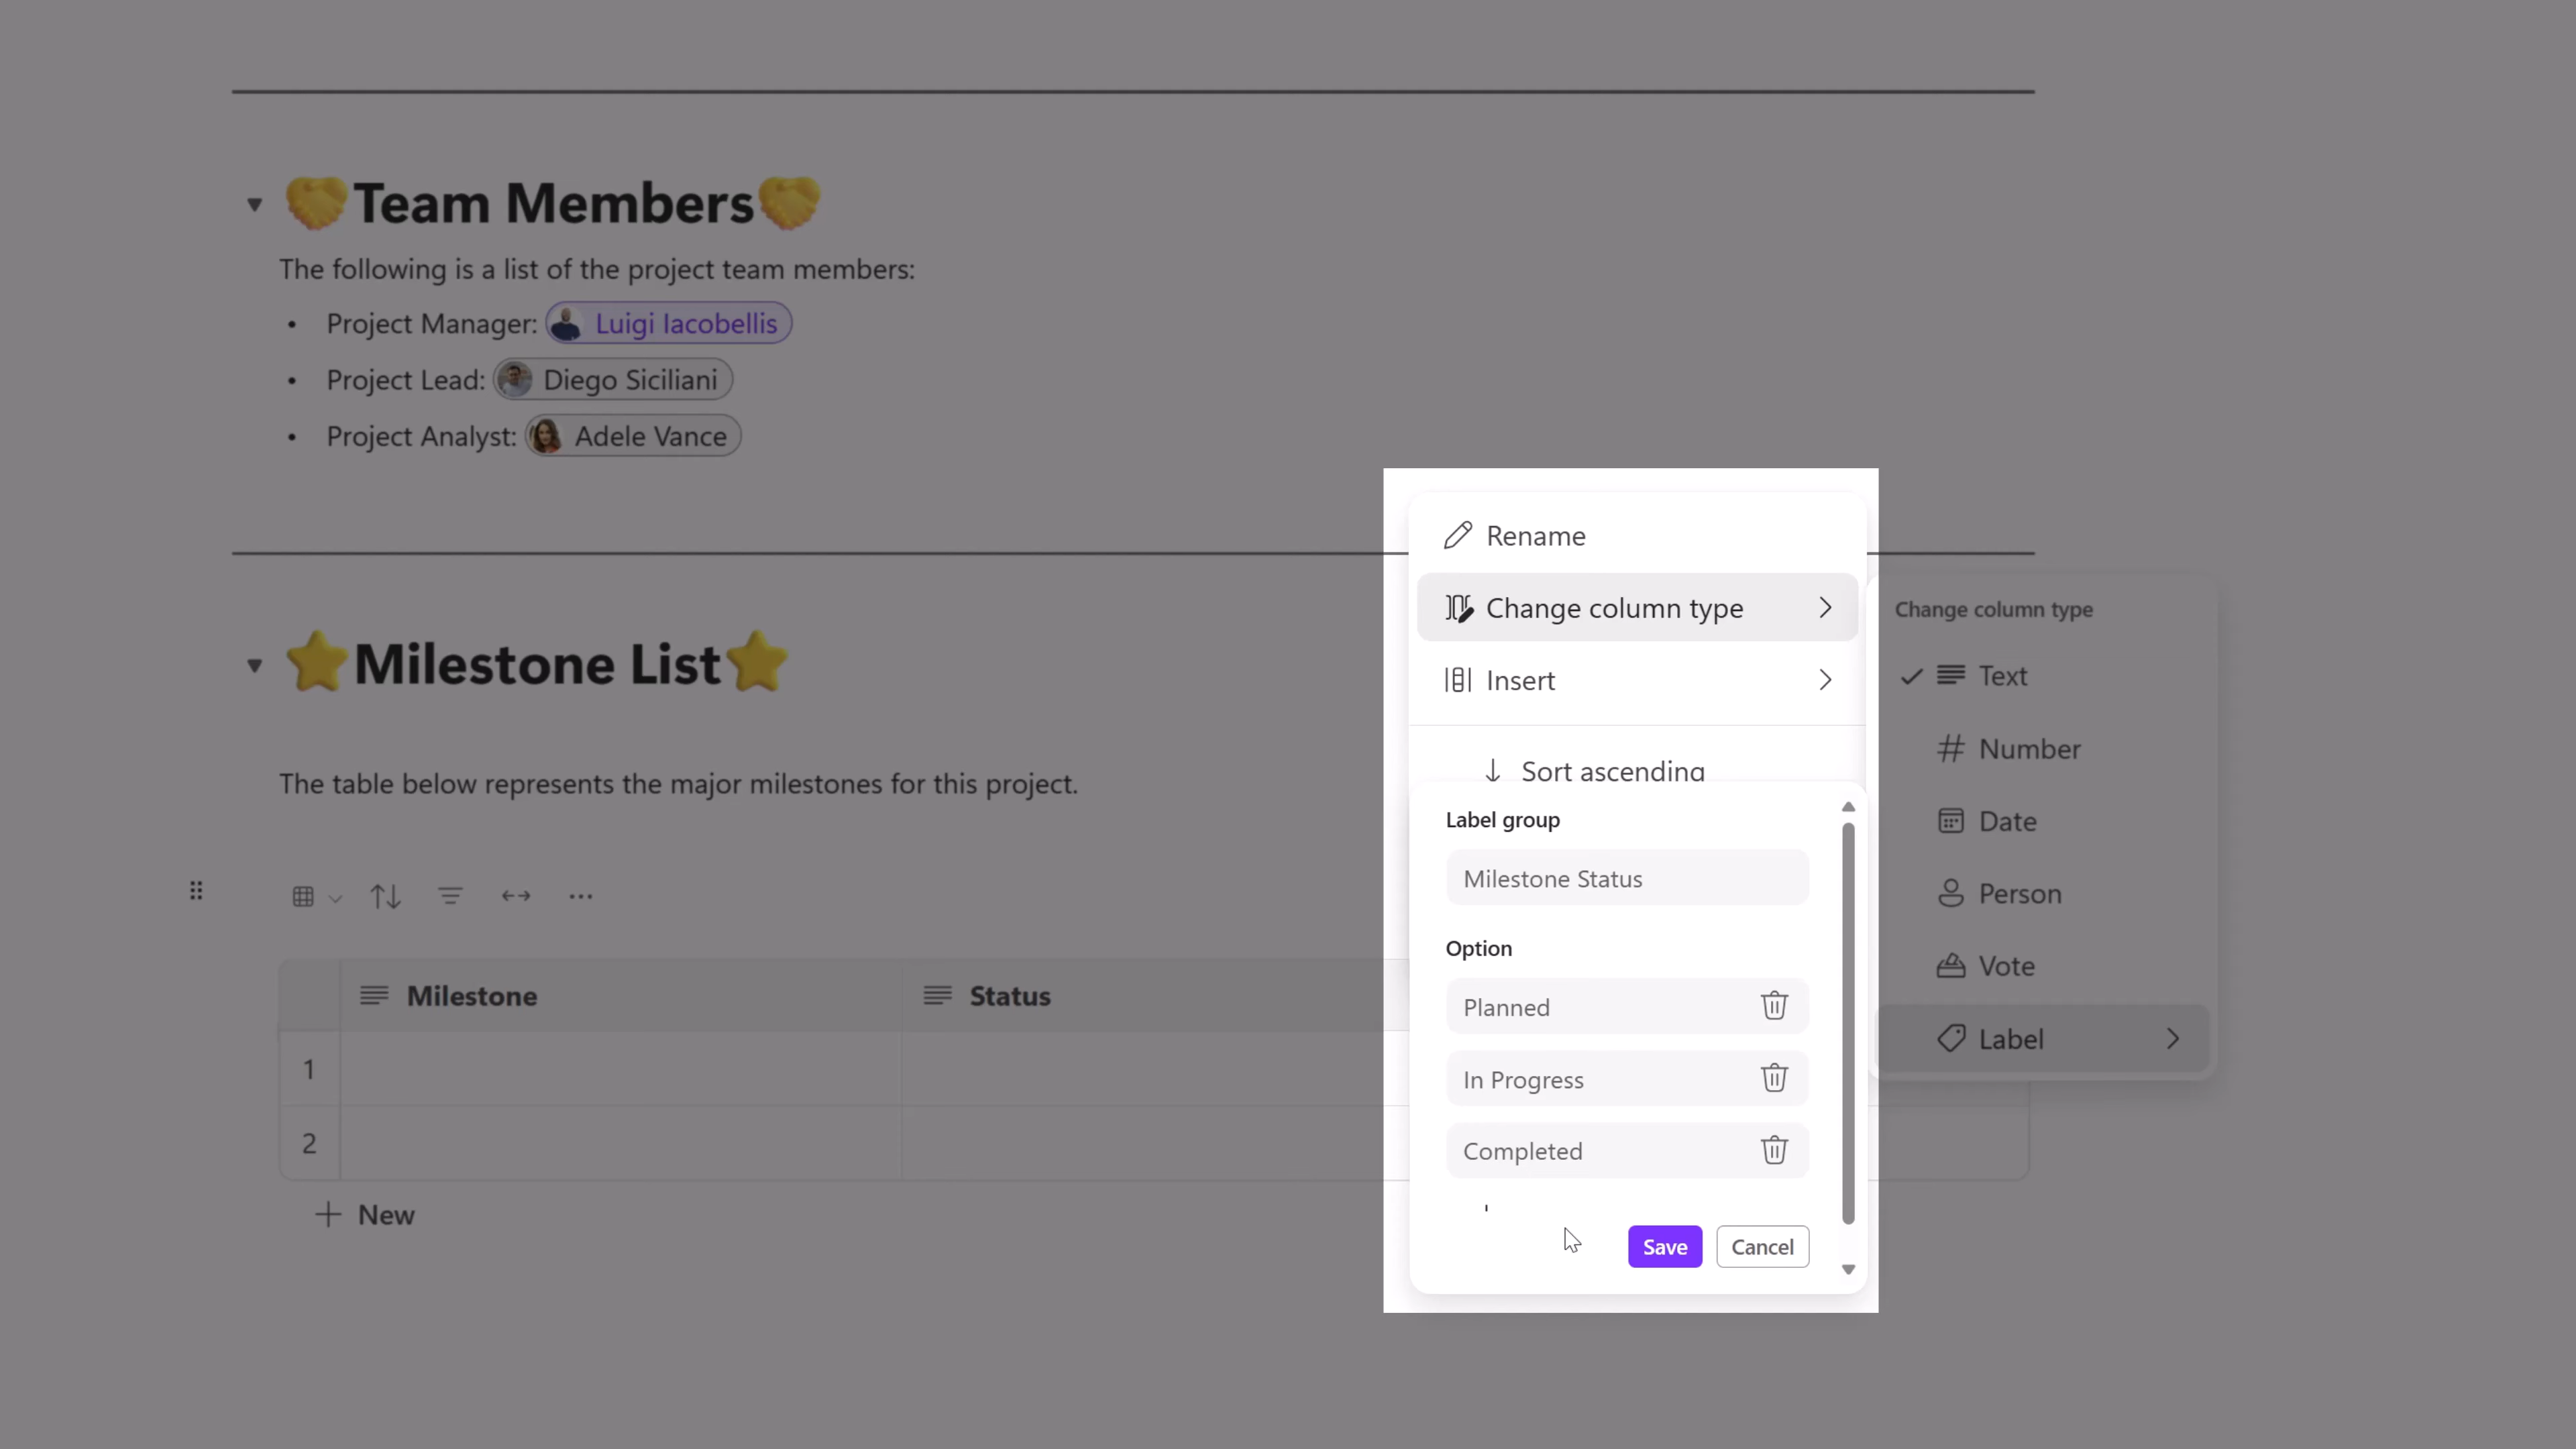 Team Members
The following is a list of the project team members:
• Project Manager: Luigi Iacobellis
• Project Lead: Diego Siciliani
• Project Analyst: Adele Vance
Milestone List
The table below represents the major milestones for this project.
Milestone
Status
1
2
New
Rename
Change column type
Insert
Sort ascending
Label group
Milestone Status
Option
Planned
In Progress
Completed
Save
Cancel
Change column type
Text
Number
Date
Person
Vote
Label